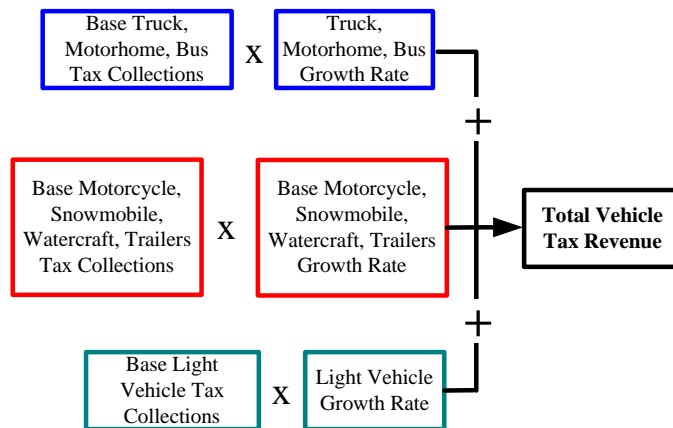 Base Truck,
Motorhome, Bus
Tax Collections
X
Truck,
Motorhome, Bus
Growth Rate
+
Base Motorcycle,
Snowmobile,
Watercraft, Trailers
Tax Collections
X
Base Motorcycle,
Snowmobile,
Watercraft, Trailers
Growth Rate
Total Vehicle
Tax Revenue
+
Base Light
Vehicle Tax
Collections
X
Light Vehicle
Growth Rate